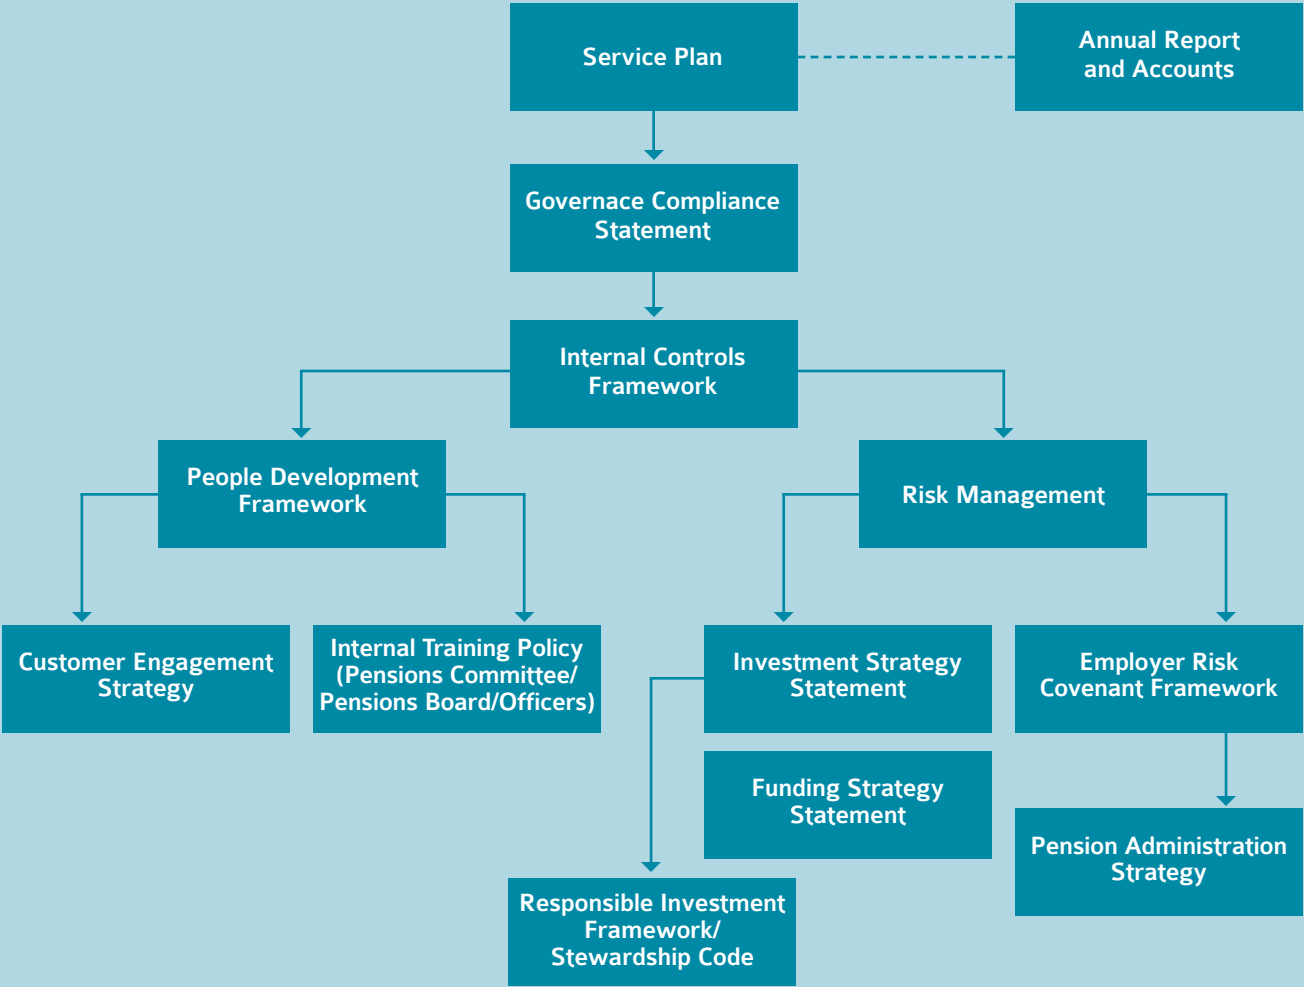 Service Plan
Annual Report
and Accounts
Governace Compliance
Statement
Internal Controls
Framework
People Development
Framework
Risk Management
Customer Engagement
Strategy
Internal Training Policy
(Pensions Committee/
Pensions Board/Officers)
Investment Strategy
Statement
Employer Risk
Covenant Framework
Funding Strategy
Statement
Pension Administration
Strategy
Responsible Investment
Framework/
Stewardship Code